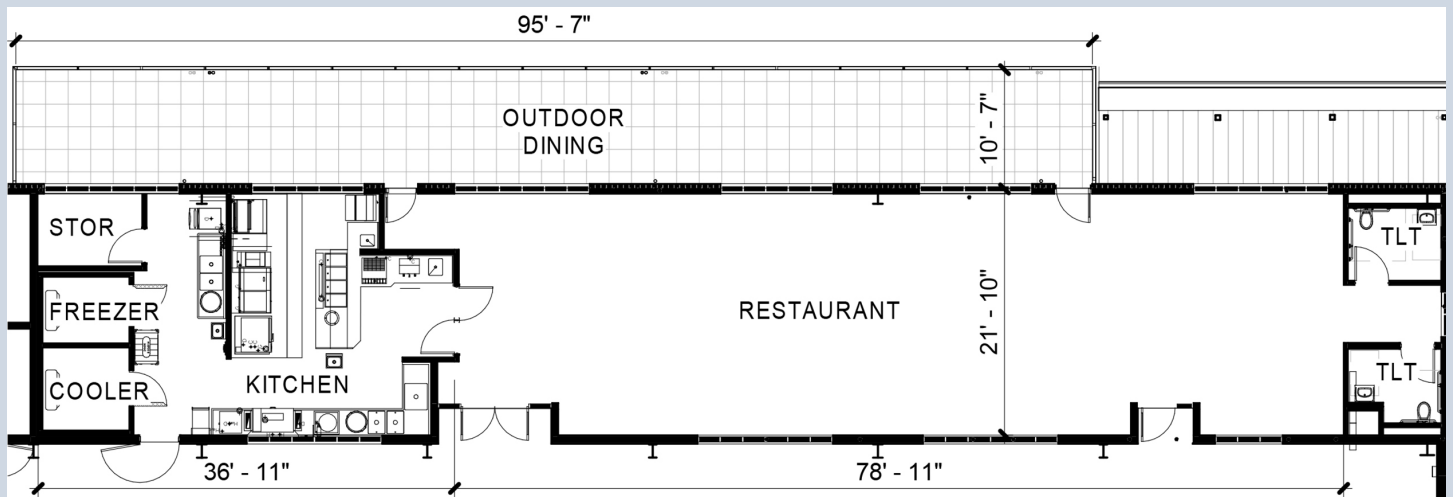 95' - 7"
OUTDOOR
DINING
10' - 7"
STOR
TLT
FREEZER
RESTAURANT
21' - 10"
COOLER
KITCHEN
TLT
36' - 11"
78' - 11"